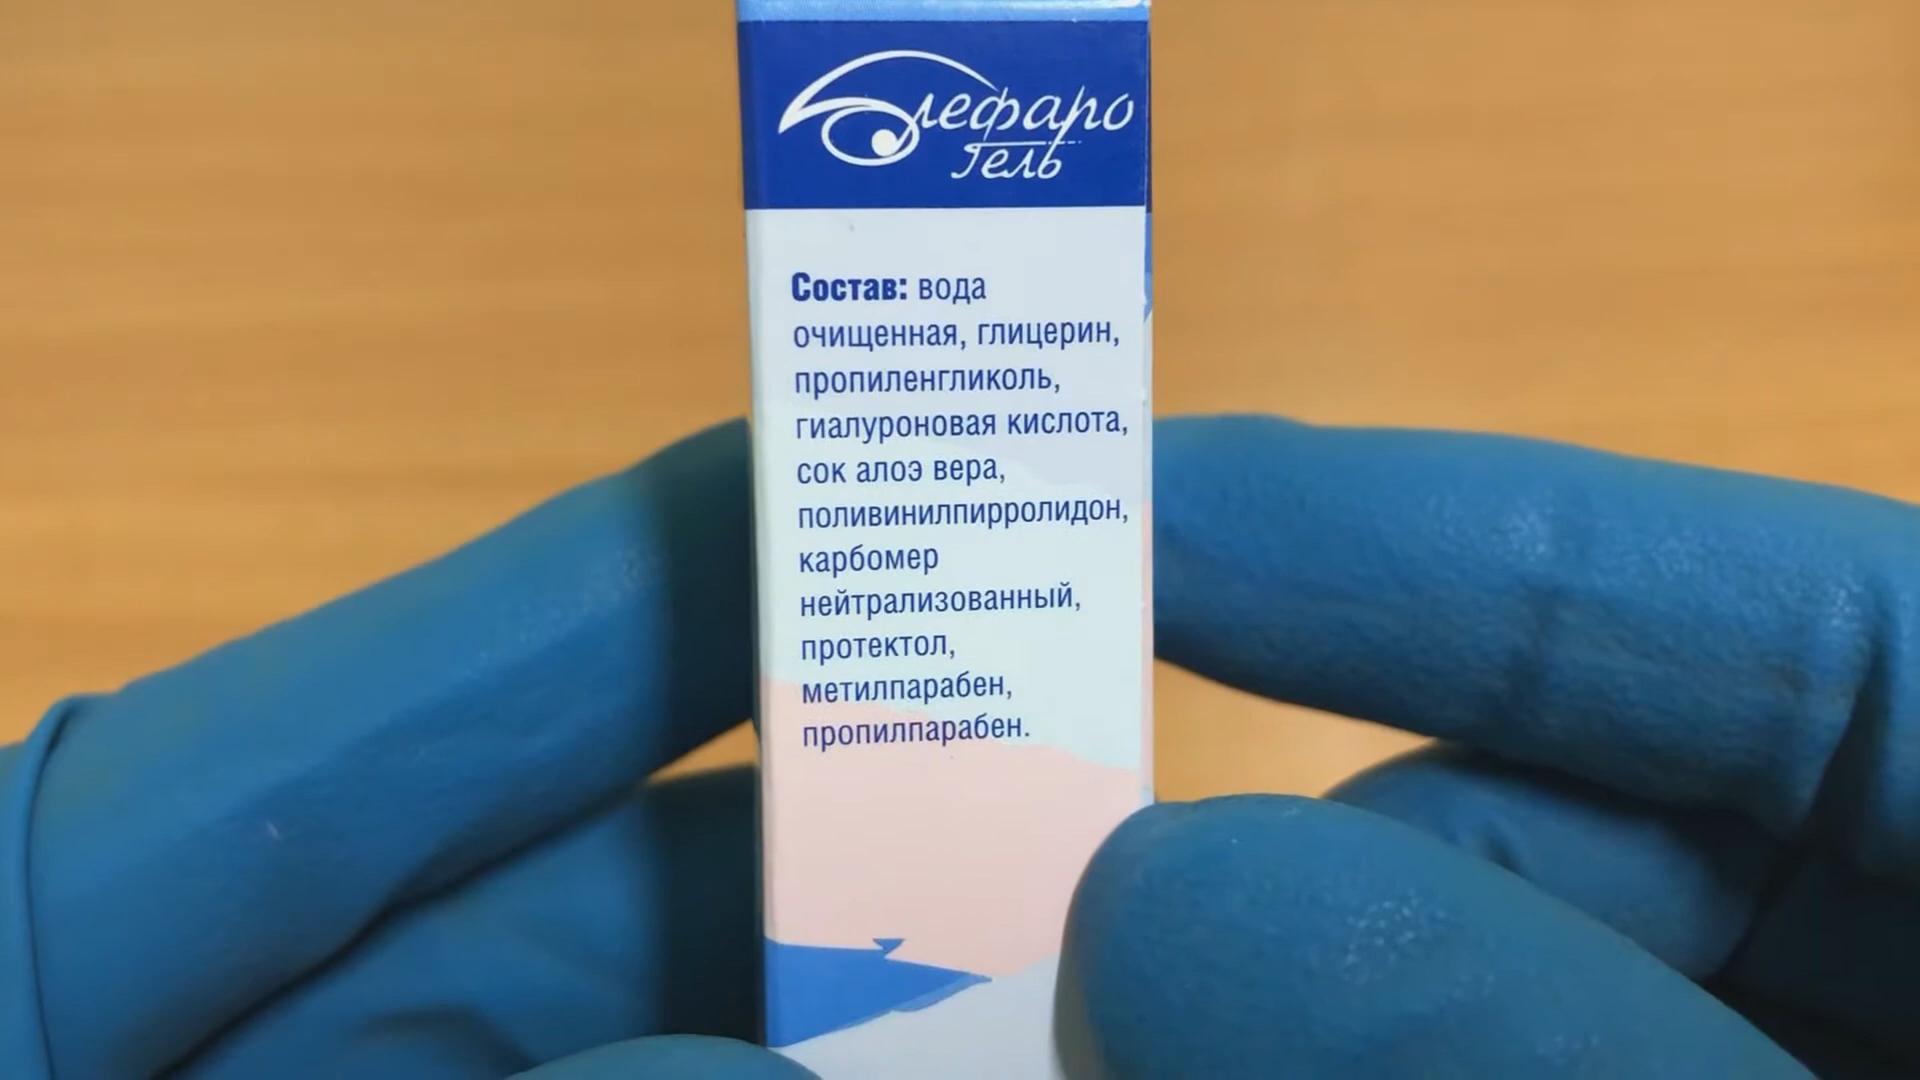 Блефаро
Гель
Состав: вода
очищенная, глицерин,
пропиленгликоль,
гиалуроновая кислота,
сок алоэ вера,
поливинилпирролидон,
карбомер
нейтрализованный,
протектол,
метилпарабен,
пропилпарабен.